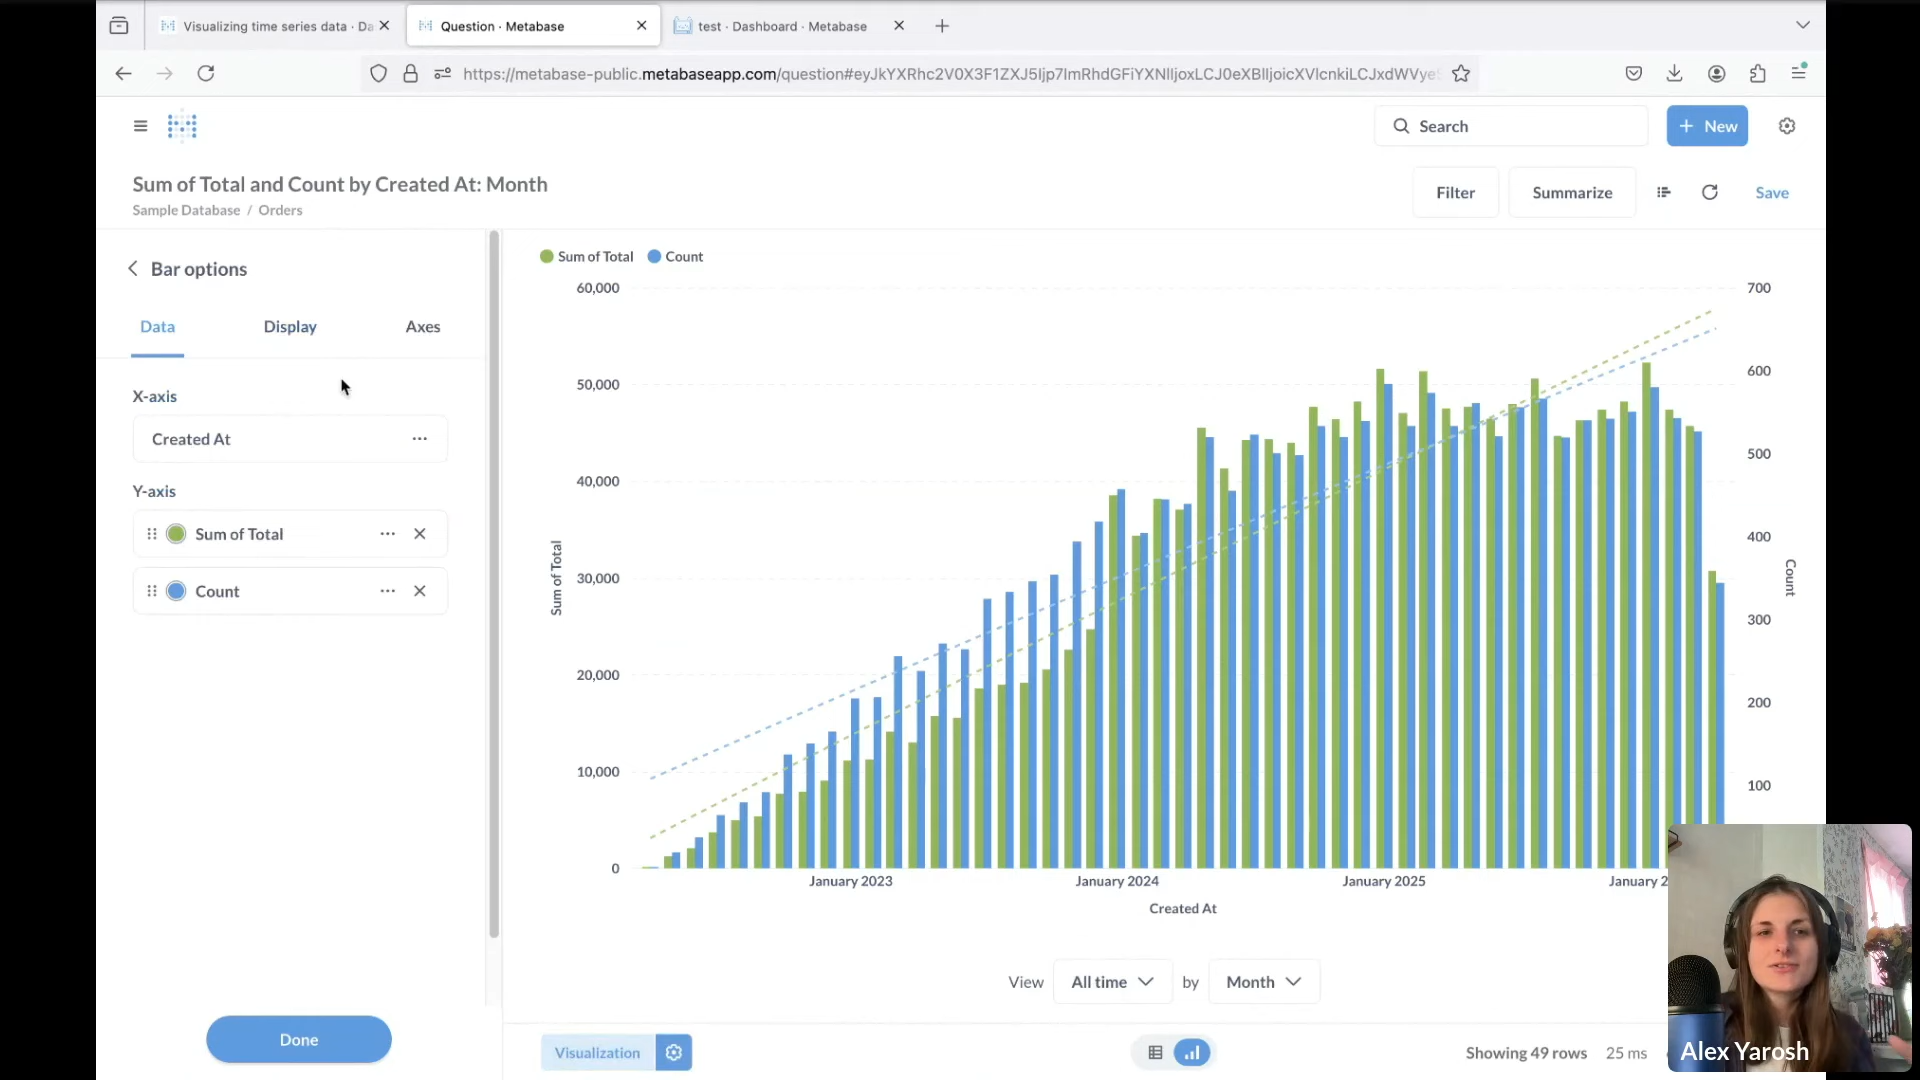 Visualizing time series data · Da
Question · Metabase
test · Dashboard · Metabase
https://metabase-public.metabaseapp.com/question#eyJkYXRhc2V0X3F1ZXJ5Ijp7ImRhdGFiYXNlIjoxLCJ0eXBlIjoicXVlcnkiLCJxdWVye
Search
+ New
Sum of Total and Count by Created At: Month
Sample Database / Orders
Filter
Summarize
Save
Bar options
Data
Display
Axes
X-axis
Created At
Y-axis
Sum of Total
Count
Done
Sum of Total
Count
60,000
50,000
40,000
30,000
20,000
10,000
0
Sum of Total
700
600
500
400
300
200
100
Count
January 2023
January 2024
January 2025
January 2
Created At
View
All time
by
Month
Visualization
Showing 49 rows
25 ms
Alex Yarosh